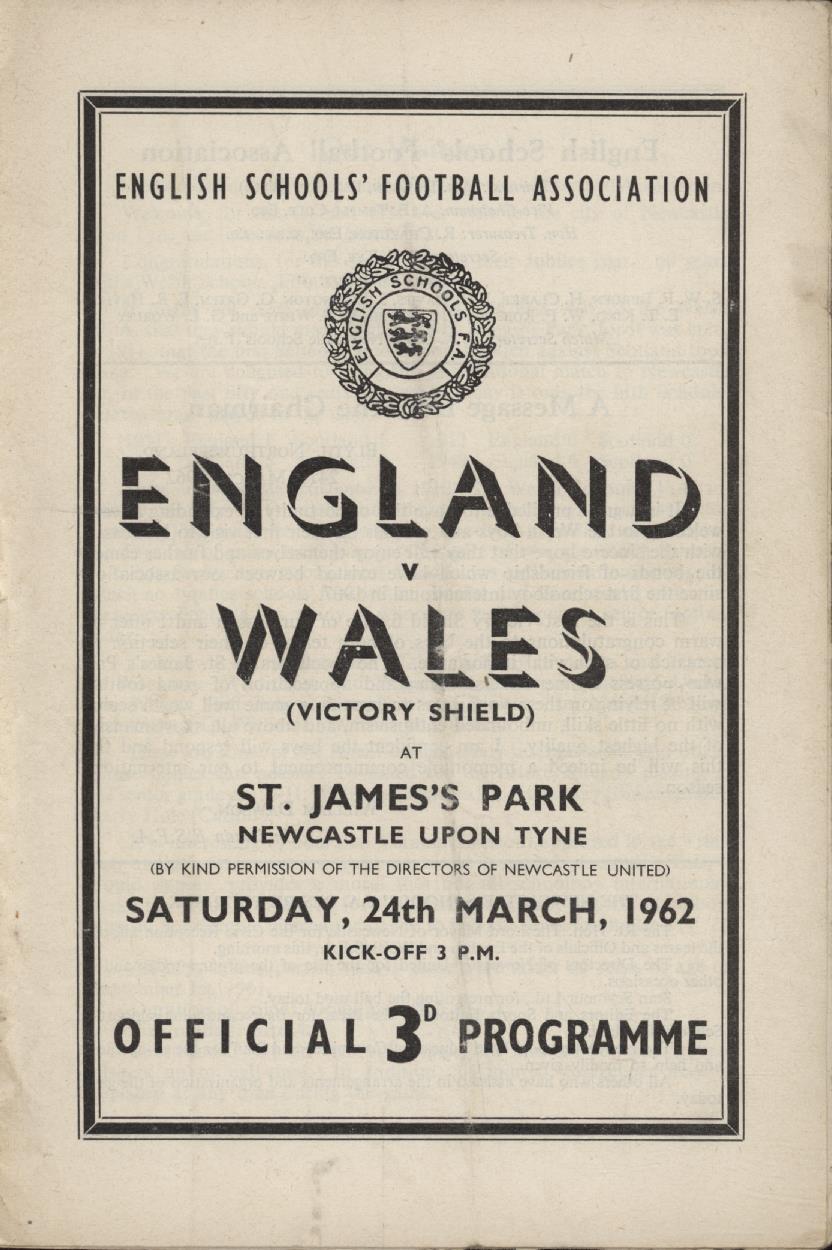 ENGLISH SCHOOLS' FOOTBALL ASSOCIATION
ENGLISH SCHOOLS F.A.
ENGLAND
v
WALES
(VICTORY SHIELD)
AT
ST. JAMES'S PARK
NEWCASTLE UPON TYNE
(BY KIND PERMISSION OF THE DIRECTORS OF NEWCASTLE UNITED)
SATURDAY, 24th MARCH, 1962
KICK-OFF 3 P.M.
OFFICIAL 3D PROGRAMME